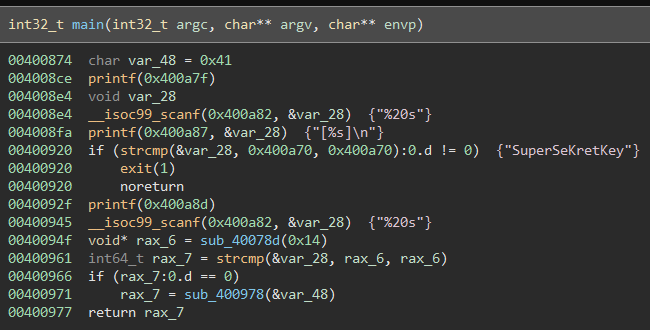 int32_t main(int32_t argc, char** argv, char** envp)
00400874 char var_48 = 0x41
004008ce printf(0x400a7f)
004008e4 void var_28
004008e4 __isoc99_scanf(0x400a82, &var_28) {"%20s"}
004008fa printf(0x400a87, &var_28) {"[%s]\n"}
00400920 if (strcmp(&var_28, 0x400a70, 0x400a70):0.d != 0) {"SuperSeKretKey"}
00400920 exit(1)
00400920 noreturn
0040092f printf(0x400a8d)
00400945 __isoc99_scanf(0x400a82, &var_28) {"%20s"}
0040094f void* rax_6 = sub_40078d(0x14)
00400961 int64_t rax_7 = strcmp(&var_28, rax_6, rax_6)
00400966 if (rax_7:0.d == 0)
00400971 rax_7 = sub_400978(&var_48)
00400977 return rax_7